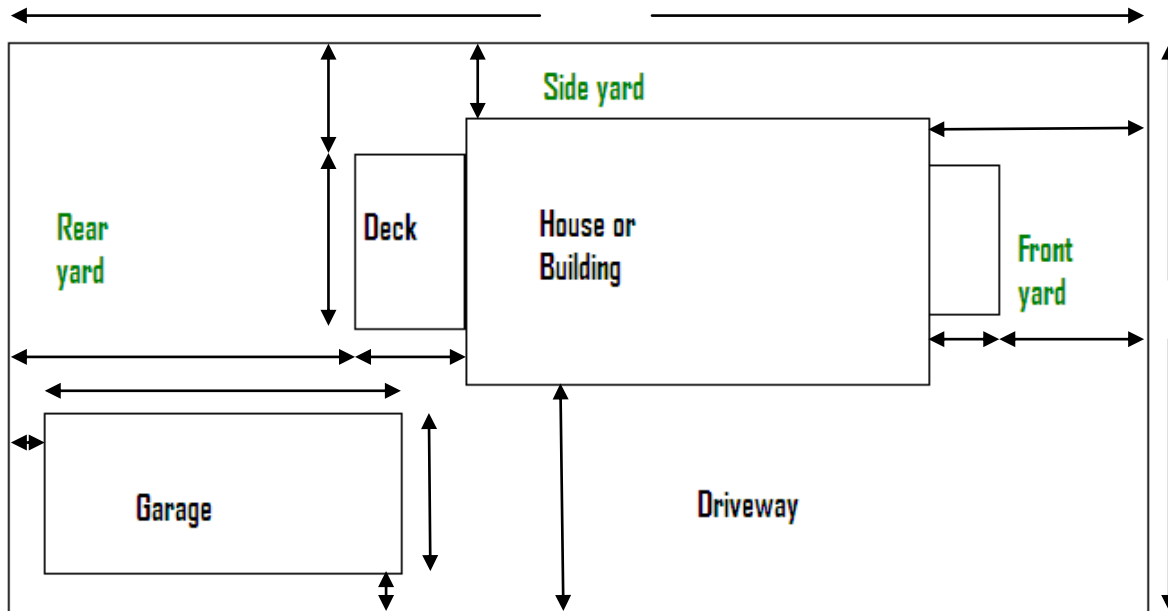 Side yard
Rear
yard
Deck
House or
Building
Front
yard
Garage
Driveway